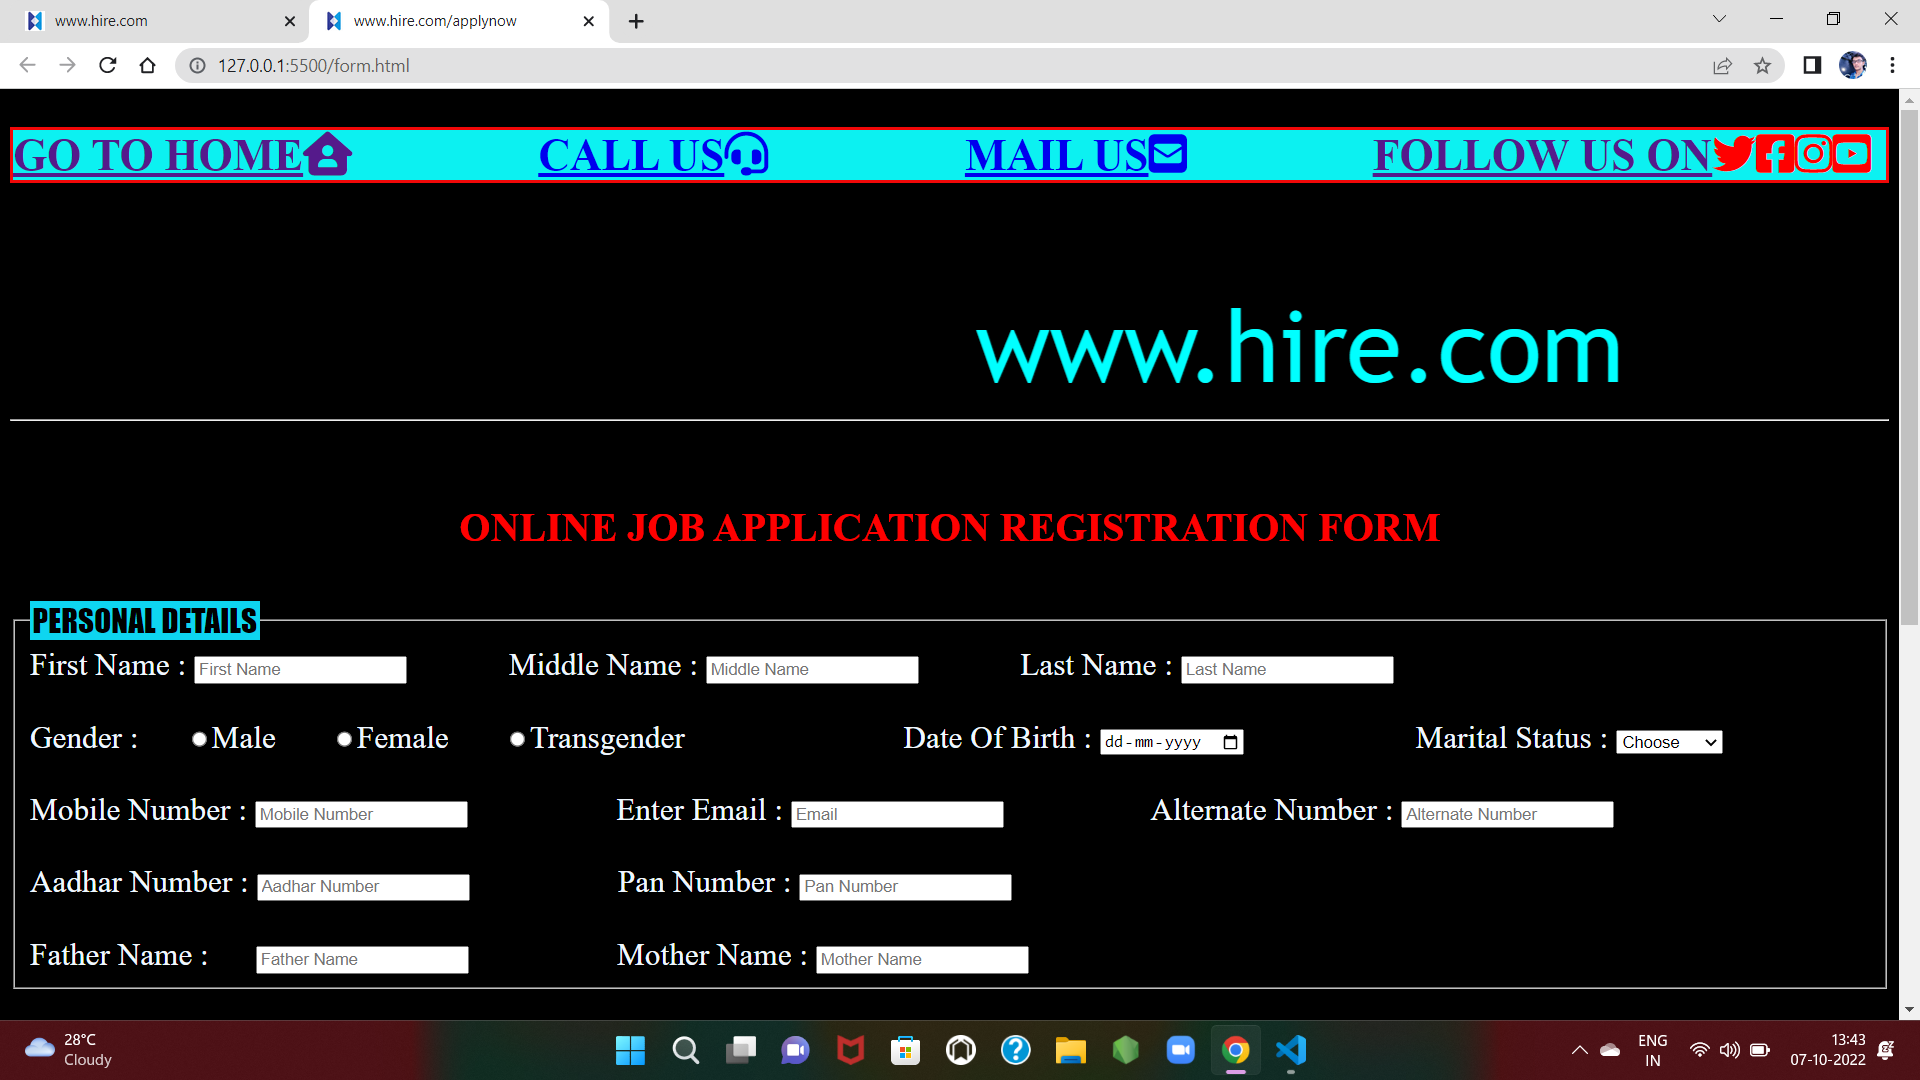 www.hire.com
www.hire.com/applynow
127.0.0.1:5500/form.html
GO TO HOME CALL US MAIL US FOLLOW US ON
www.hire.com
ONLINE JOB APPLICATION REGISTRATION FORM
PERSONAL DETAILS
First Name : First Name Middle Name : Middle Name Last Name : Last Name
Gender : Male Female Transgender Date Of Birth : dd-mm-yyyy Marital Status : Choose
Mobile Number : Mobile Number Enter Email : Email Alternate Number : Alternate Number
Aadhar Number : Aadhar Number Pan Number : Pan Number
Father Name : Father Name Mother Name : Mother Name
28°C
Cloudy
ENG
IN
13:43
07-10-2022